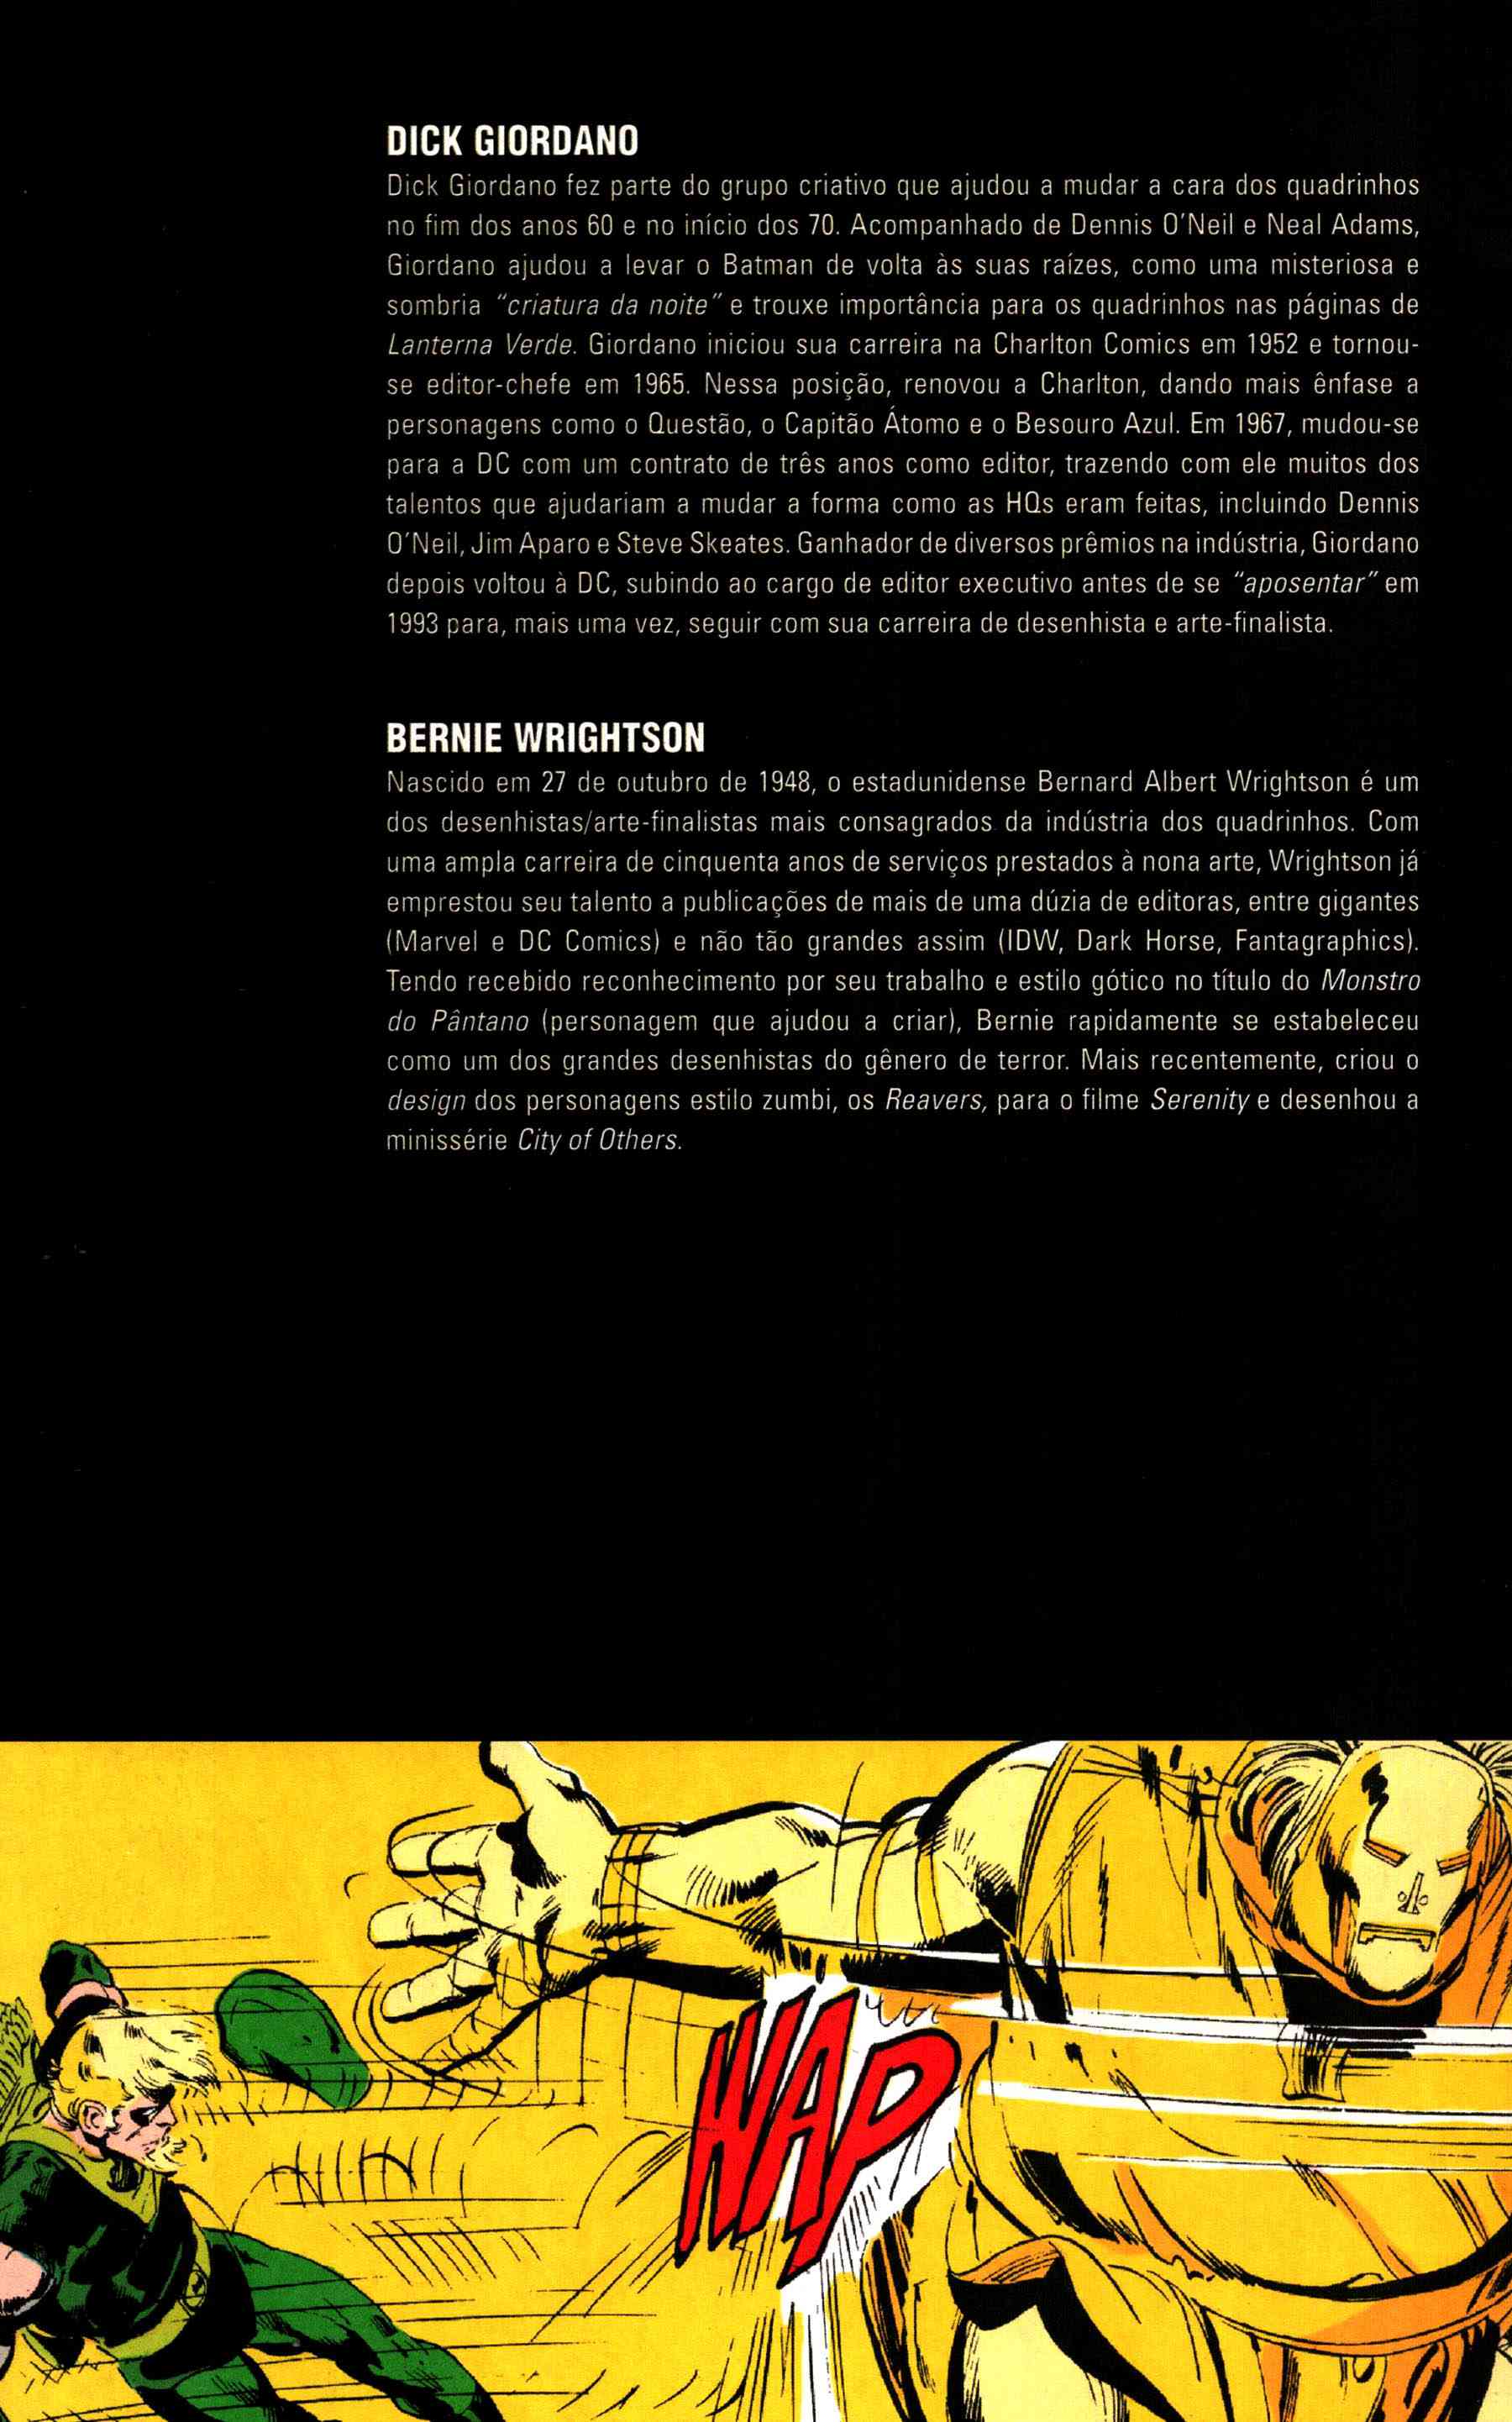 DICK GIORDANO
Dick Giordano fez parte do grupo criativo que ajudou a mudar a cara dos quadrinhos
no fim dos anos 60 e no início dos 70. Acompanhado de Dennis O'Neil e Neal Adams,
Giordano ajudou a levar o Batman de volta às suas raízes, como uma misteriosa e
sombria "criatura da noite" e trouxe importância para os quadrinhos nas páginas de
Lanterna Verde. Giordano iniciou sua carreira na Charlton Comics em 1952 e tornou-
se editor-chefe em 1965. Nessa posição, renovou a Charlton, dando mais ênfase a
personagens como o Questão, o Capitão Átomo e o Besouro Azul. Em 1967, mudou-se
para a DC com um contrato de três anos como editor, trazendo com ele muitos dos
talentos que ajudariam a mudar a forma como as HQs eram feitas, incluindo Dennis
O'Neil, Jim Aparo e Steve Skeates. Ganhador de diversos prêmios na indústria, Giordano
depois voltou à DC, subindo ao cargo de editor executivo antes de se "aposentar" em
1993 para, mais uma vez, seguir com sua carreira de desenhista e arte-finalista.
BERNIE WRIGHTSON
Nascido em 27 de outubro de 1948, o estadunidense Bernard Albert Wrightson é um
dos desenhistas/arte-finalistas mais consagrados da indústria dos quadrinhos. Com
uma ampla carreira de cinquenta anos de serviços prestados à nona arte, Wrightson já
emprestou seu talento a publicações de mais de uma dúzia de editoras, entre gigantes
(Marvel e DC Comics) e não tão grandes assim (IDW, Dark Horse, Fantagraphics).
Tendo recebido reconhecimento por seu trabalho e estilo gótico no título do Monstro
do Pântano (personagem que ajudou a criar), Bernie rapidamente se estabeleceu
como um dos grandes desenhistas do gênero de terror. Mais recentemente, criou o
design dos personagens estilo zumbi, os Reavers, para o filme Serenity e desenhou a
minissérie City of Others.
WAP